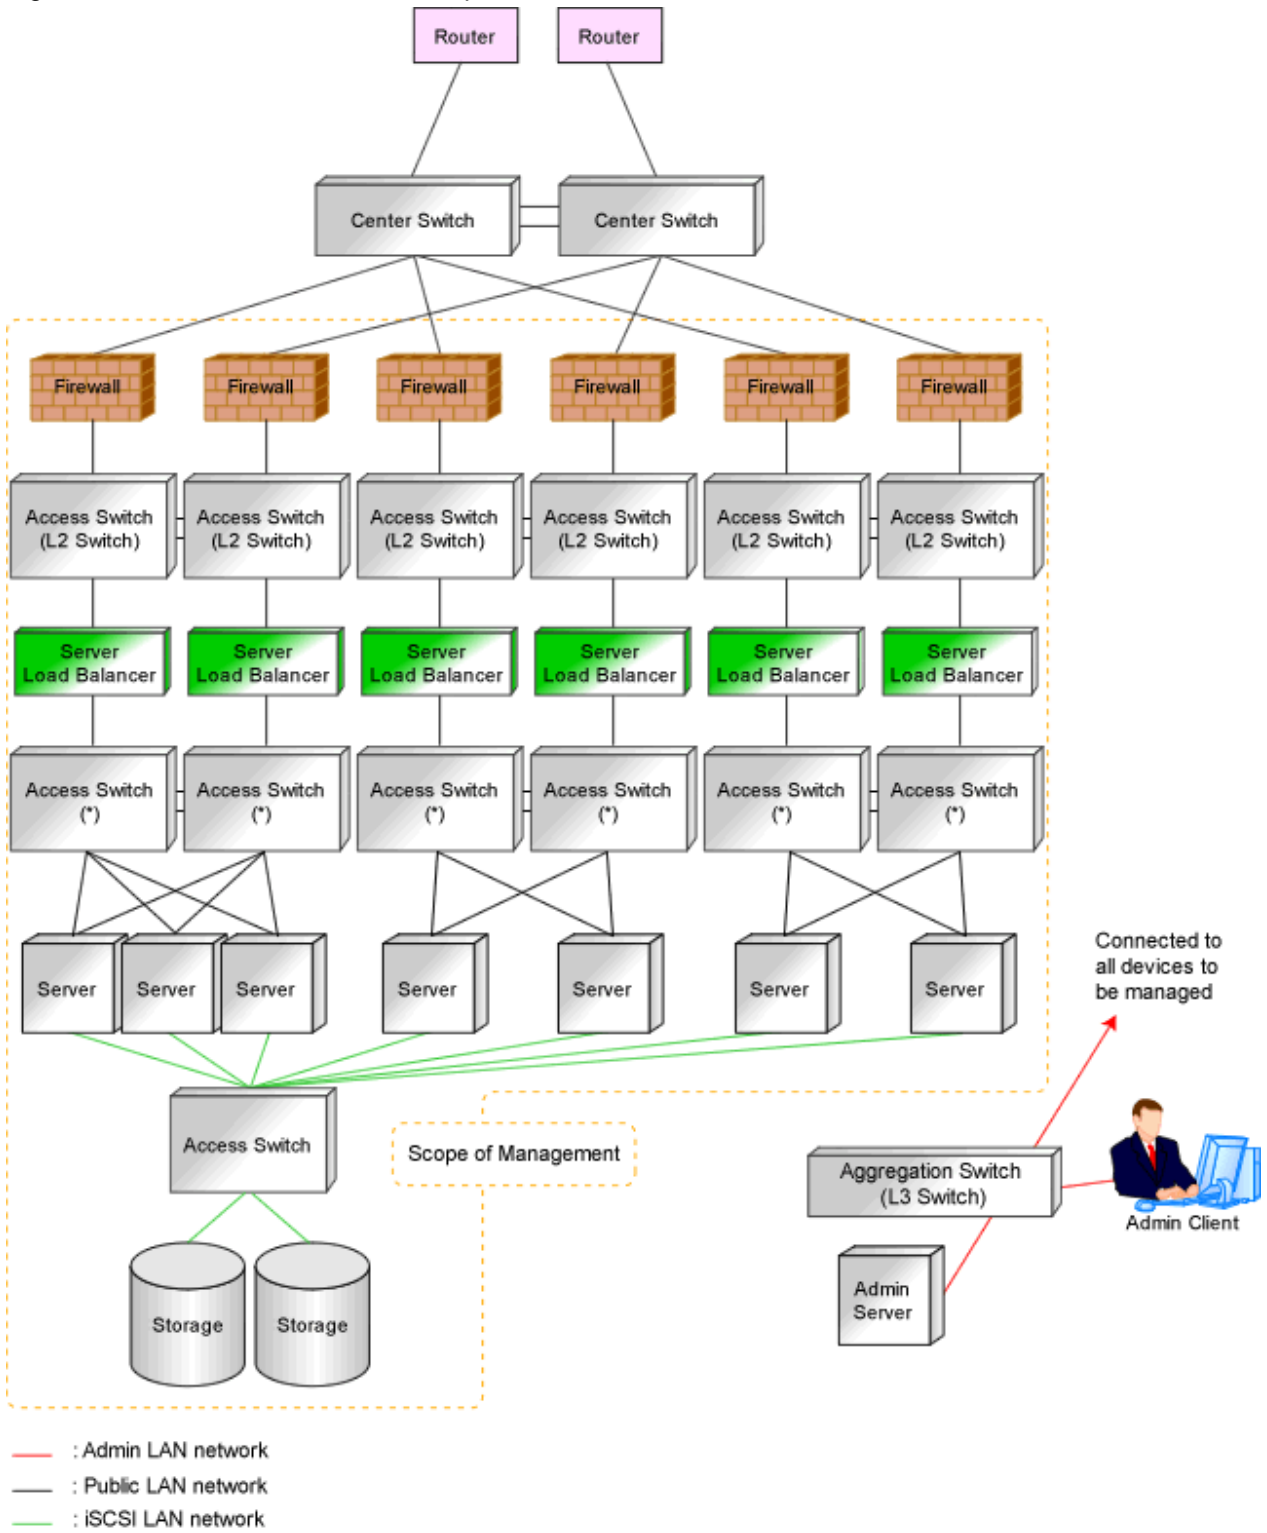 Router
Router
Center Switch
Center Switch
Firewall
Firewall
Firewall
Firewall
Firewall
Firewall
Access Switch
(L2 Switch)
Access Switch
(L2 Switch)
Access Switch
(L2 Switch)
Access Switch
(L2 Switch)
Access Switch
(L2 Switch)
Access Switch
(L2 Switch)
Server
Load Balancer
Server
Load Balancer
Server
Load Balancer
Server
Load Balancer
Server
Load Balancer
Server
Load Balancer
Access Switch
(*)
Access Switch
(*)
Access Switch
(*)
Access Switch
(*)
Access Switch
(*)
Access Switch
(*)
Server
Server
Server
Server
Server
Server
Server
Connected to
all devices to
be managed
Access Switch
Scope of Management
Aggregation Switch
(L3 Switch)
Admin Client
Admin
Server
Storage
Storage
: Admin LAN network
: Public LAN network
: iSCSI LAN network